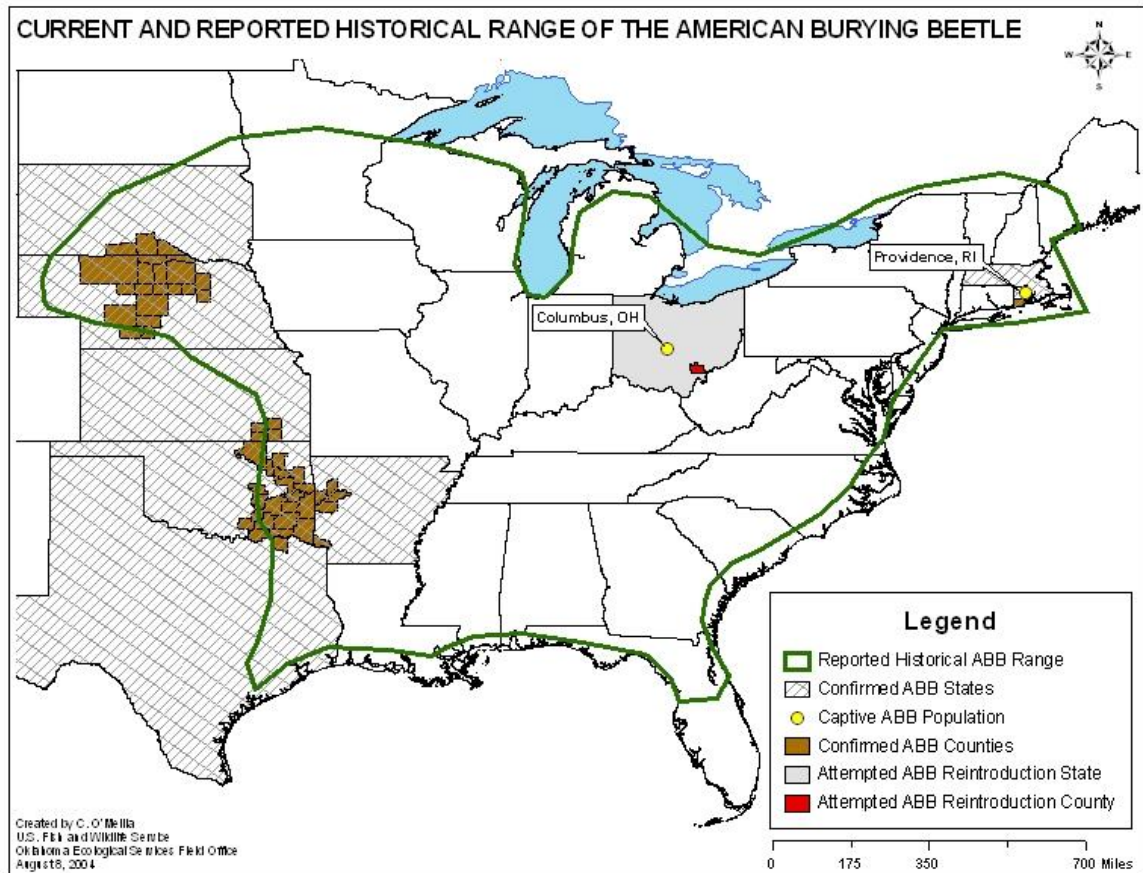 CURRENT AND REPORTED HISTORICAL RANGE OF THE AMERICAN BURYING BEETLE
N
W E
S
Providence, RI
Columbus, OH
Legend
Reported Historical ABB Range
Confirmed ABB States
Captive ABB Population
Confirmed ABB Counties
Attempted ABB Reintroduction State
Attempted ABB Reintroduction County
Created by C. O'Meilia
U.S. Fish and Wildlife Service
Oklahoma Ecological Services Field Office
August 8, 2004
0 175 350 700 Miles